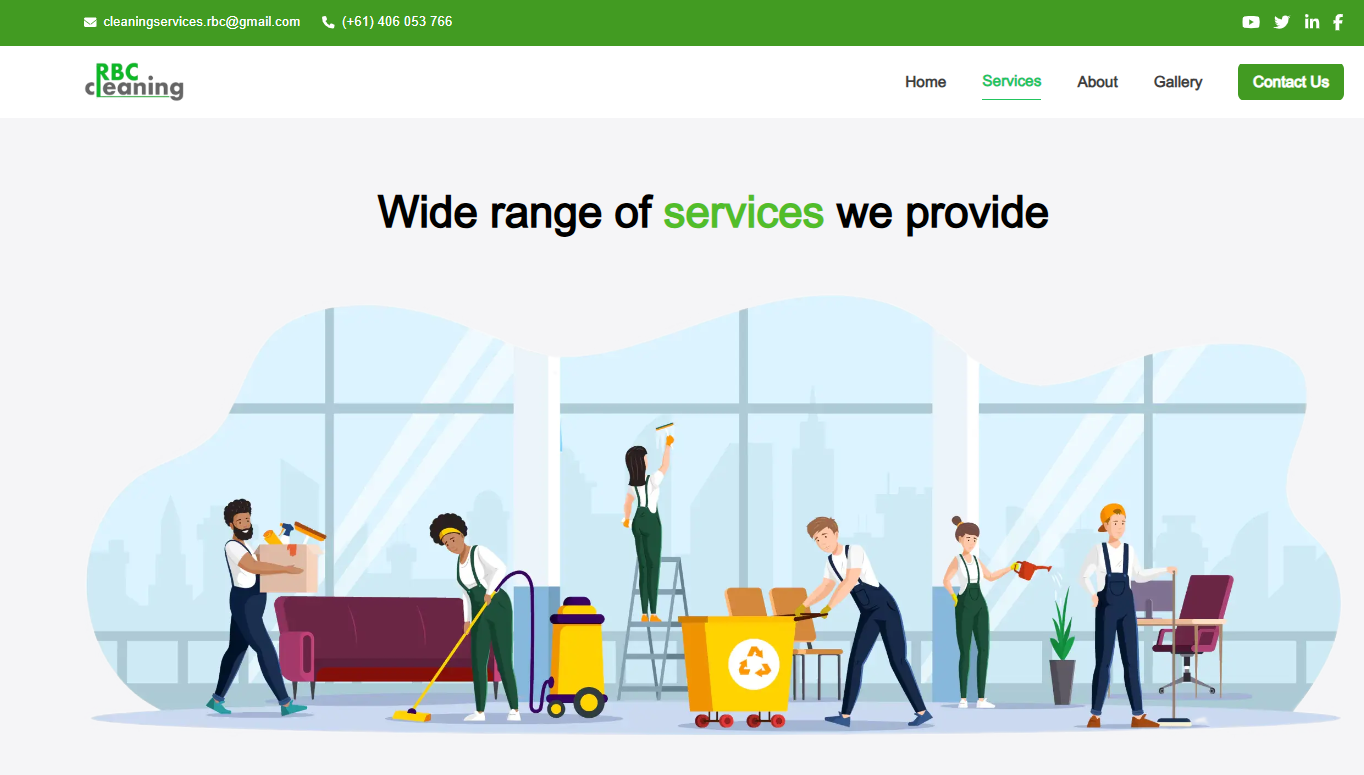 cleaningservices.rbc@gmail.com (+61) 406 053 766
RBC
cleaning
Home Services About Gallery Contact Us
Wide range of services we provide